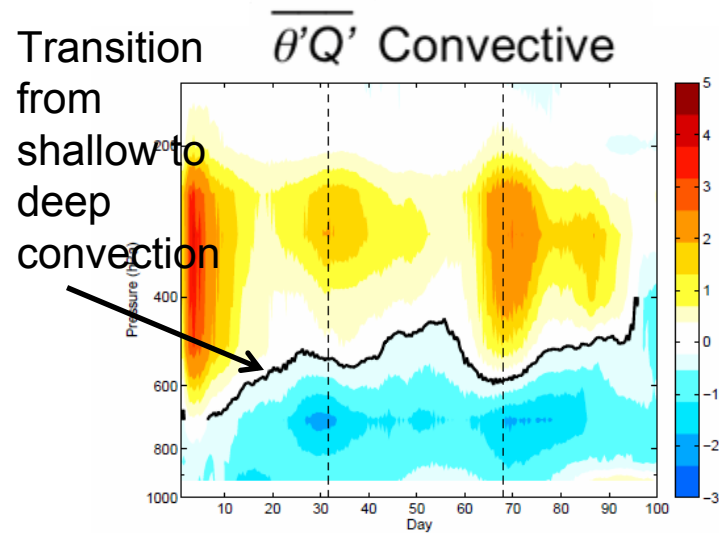 Transition
from
shallow to
deep
convection
θ'Q' Convective
Pressure (hPa)
200
400
600
800
1000
10 20 30 40 50 60 70 80 90 100
Day
5
4
3
2
1
0
−1
−2
−3